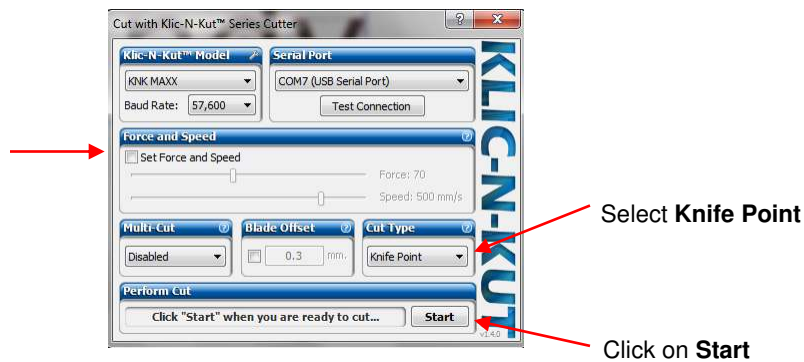 Cut with Klic-N-Kut™ Series Cutter
Klic-N-Kut™ Model
Serial Port
KNK MAXX
COM7 (USB Serial Port)
Baud Rate: 57,600
Test Connection
Force and Speed
Set Force and Speed
Force: 70
Speed: 500 mm/s
Multi-Cut
Blade Offset
Cut Type
Disabled
0.3 mm.
Knife Point
Perform Cut
Click "Start" when you are ready to cut...
Start
KLIC-N-KUT
v1.4.0
Select Knife Point
Click on Start